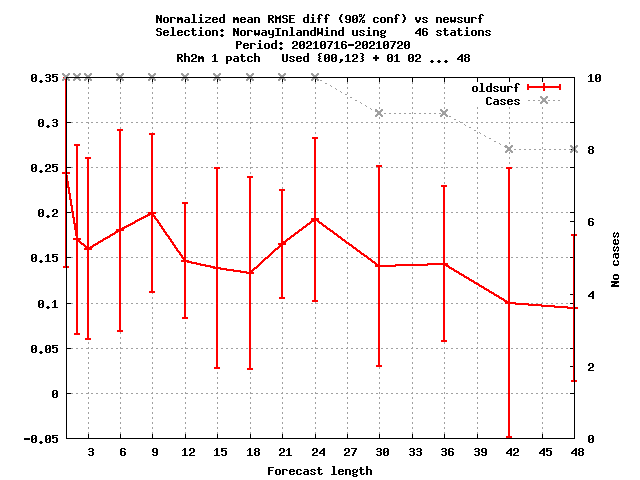 Normalized mean RMSE diff (90% conf) vs newsurf
Selection: NorwayInlandWind using    46 stations
Period: 20210716-20210720
Rh2m 1 patch   Used {00,12} + 01 02 ... 48
oldsurf
Cases
0.35
0.3
0.25
0.2
0.15
0.1
0.05
0
-0.05
10
8
6
4
2
0
No cases
3 6 9 12 15 18 21 24 27 30 33 36 39 42 45 48
Forecast length